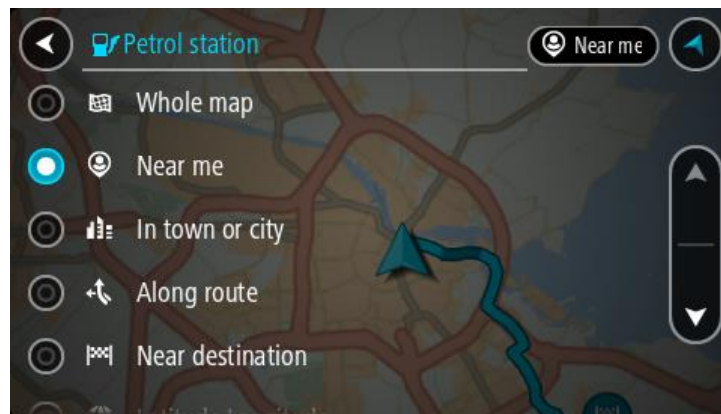 Petrol station
Near me
Whole map
Near me
In town or city
Along route
Near destination